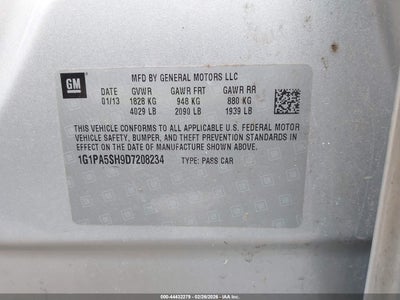 GM
MFD BY GENERAL MOTORS LLC
DATE GVWR GAWR FRT GAWR RR
01/13 1828 KG 948 KG 880 KG
4029 LB 2090 LB 1939 LB
THIS VEHICLE CONFORMS TO ALL APPLICABLE U.S. FEDERAL MOTOR
VEHICLE SAFETY, BUMPER, AND THEFT PREVENTION STANDARDS
IN EFFECT ON THE DATE OF MANUFACTURE SHOWN ABOVE.
1G1PA5SH9D7208234 TYPE: PASS CAR
© 44432279 - 02/26/2026 - IAA